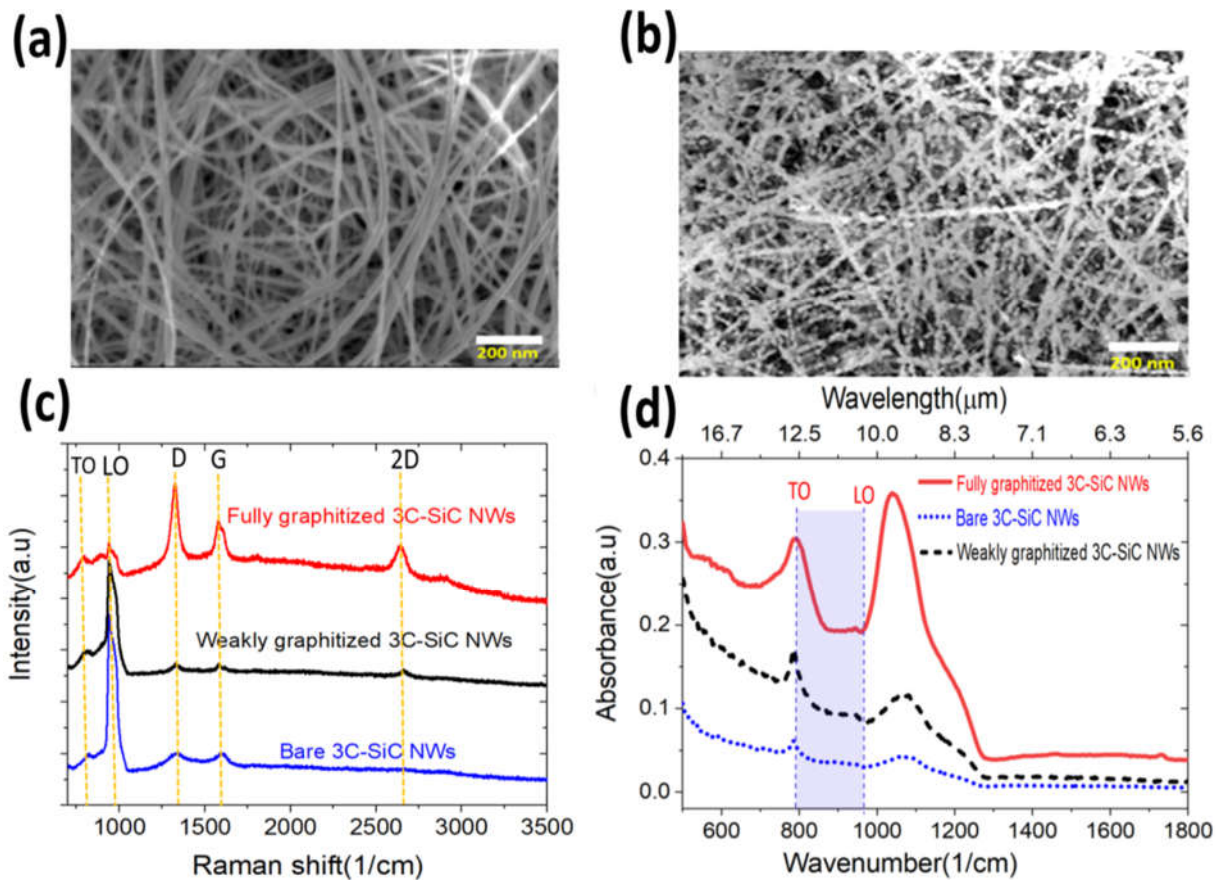 (a)
200 nm
(b)
200 nm
(c)
TO LO D G 2D
Fully graphitized 3C-SiC NWs
Weakly graphitized 3C-SiC NWs
Bare 3C-SiC NWs
Intensity(a.u)
1000 1500 2000 2500 3000 3500
Raman shift(1/cm)
(d)
Wavelength(μm)
16.7 12.5 10.0 8.3 7.1 6.3 5.6
TO LO
Fully graphitized 3C-SiC NWs
Bare 3C-SiC NWs
Weakly graphitized 3C-SiC NWs
Absorbance(a.u)
0.4
0.3
0.2
0.1
0.0
600 800 1000 1200 1400 1600 1800
Wavenumber(1/cm)